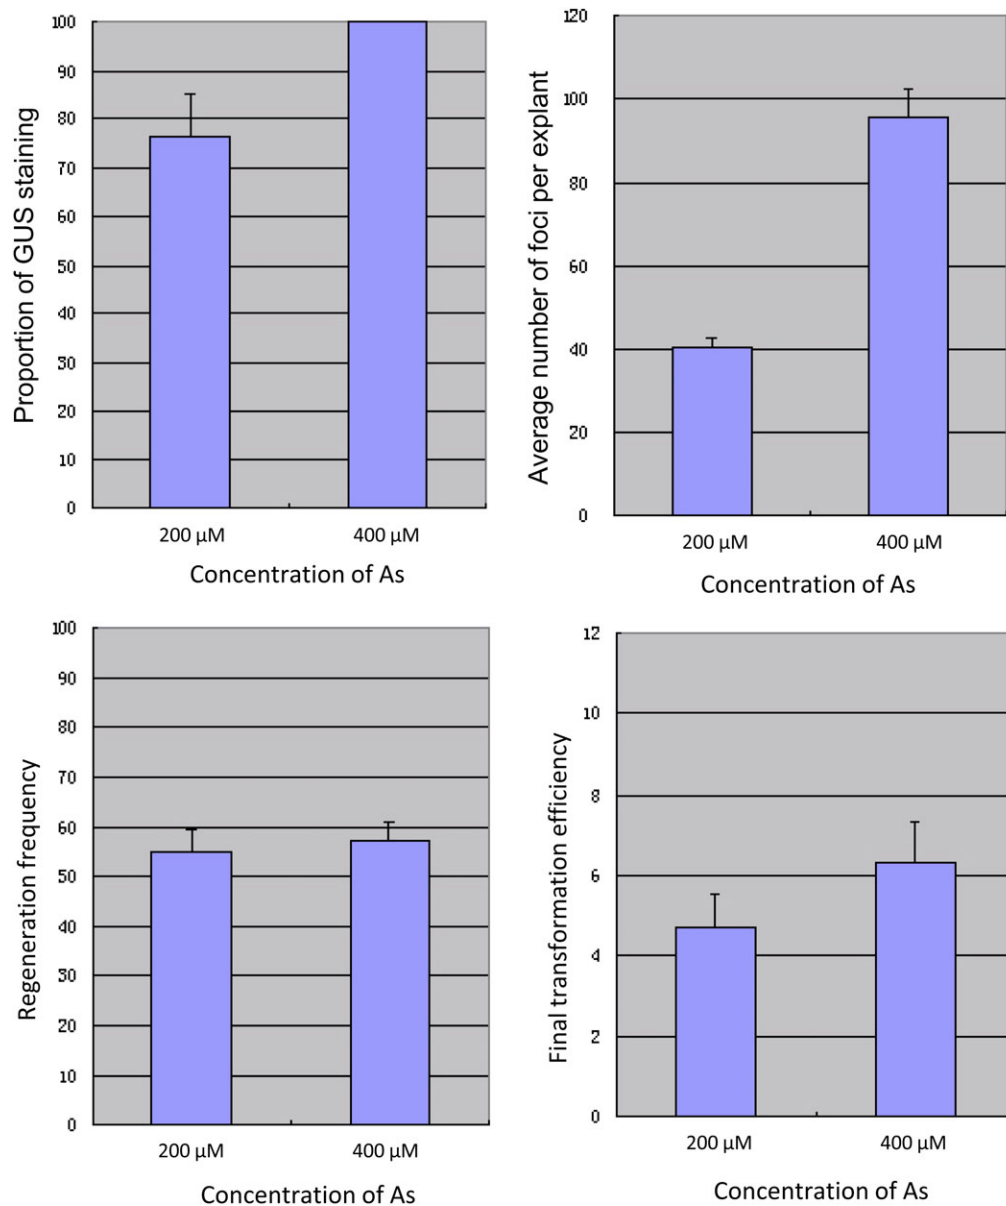 Proportion of GUS staining
100
90
80
70
60
50
40
30
20
10
0
200 μM
400 μM
Concentration of As
Average number of foci per explant
120
100
80
60
40
20
0
200 μM
400 μM
Concentration of As
Regeneration frequency
100
90
80
70
60
50
40
30
20
10
0
200 μM
400 μM
Concentration of As
Final transformation efficiency
12
10
8
6
4
2
0
200 μM
400 μM
Concentration of As